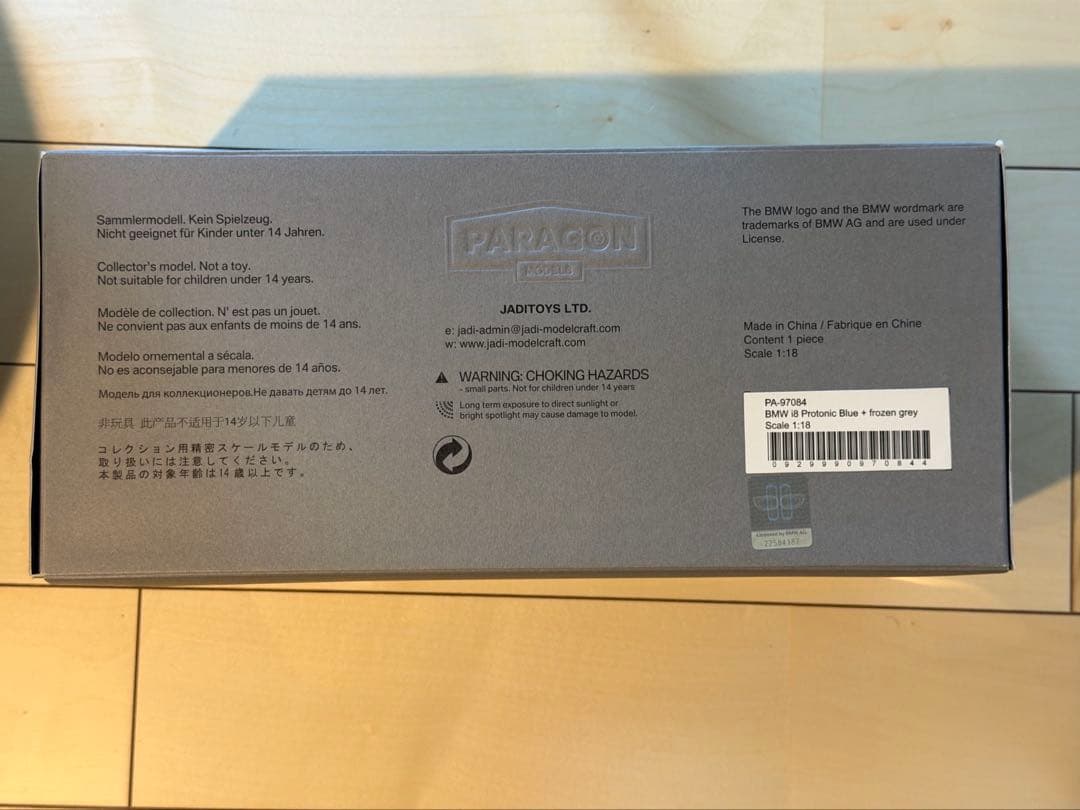 Sammlermodell. Kein Spielzeug.
Nicht geeignet für Kinder unter 14 Jahren.
Collector's model. Not a toy.
Not suitable for children under 14 years.
Modèle de collection. N' est pas un jouet.
Ne convient pas aux enfants de moins de 14 ans.
Modelo ornemental a sécala.
No es aconsejable para menores de 14 años.
Модель для коллекционеров.Не давать детям до 14 лет.
非玩具 此产品不适用于14岁以下儿童
コレクション用精密スケールモデルのため、
取り扱いには注意してください。
本製品の対象年齢は14歳以上です。
PARAGON
MODELS
JADITOYS LTD.
e: jadi-admin@jadi-modelcraft.com
w: www.jadi-modelcraft.com
WARNING: CHOKING HAZARDS
- small parts. Not for children under 14 years
Long term exposure to direct sunlight or
bright spotlight may cause damage to model.
The BMW logo and the BMW wordmark are
trademarks of BMW AG and are used under
License.
Made in China / Fabrique en Chine
Content 1 piece
Scale 1:18
PA-97084
BMW i8 Protonic Blue + frozen grey
Scale 1:18
0 9 2 9 9 9 0 9 7 0 8 4 4
Licensed by BMW AG